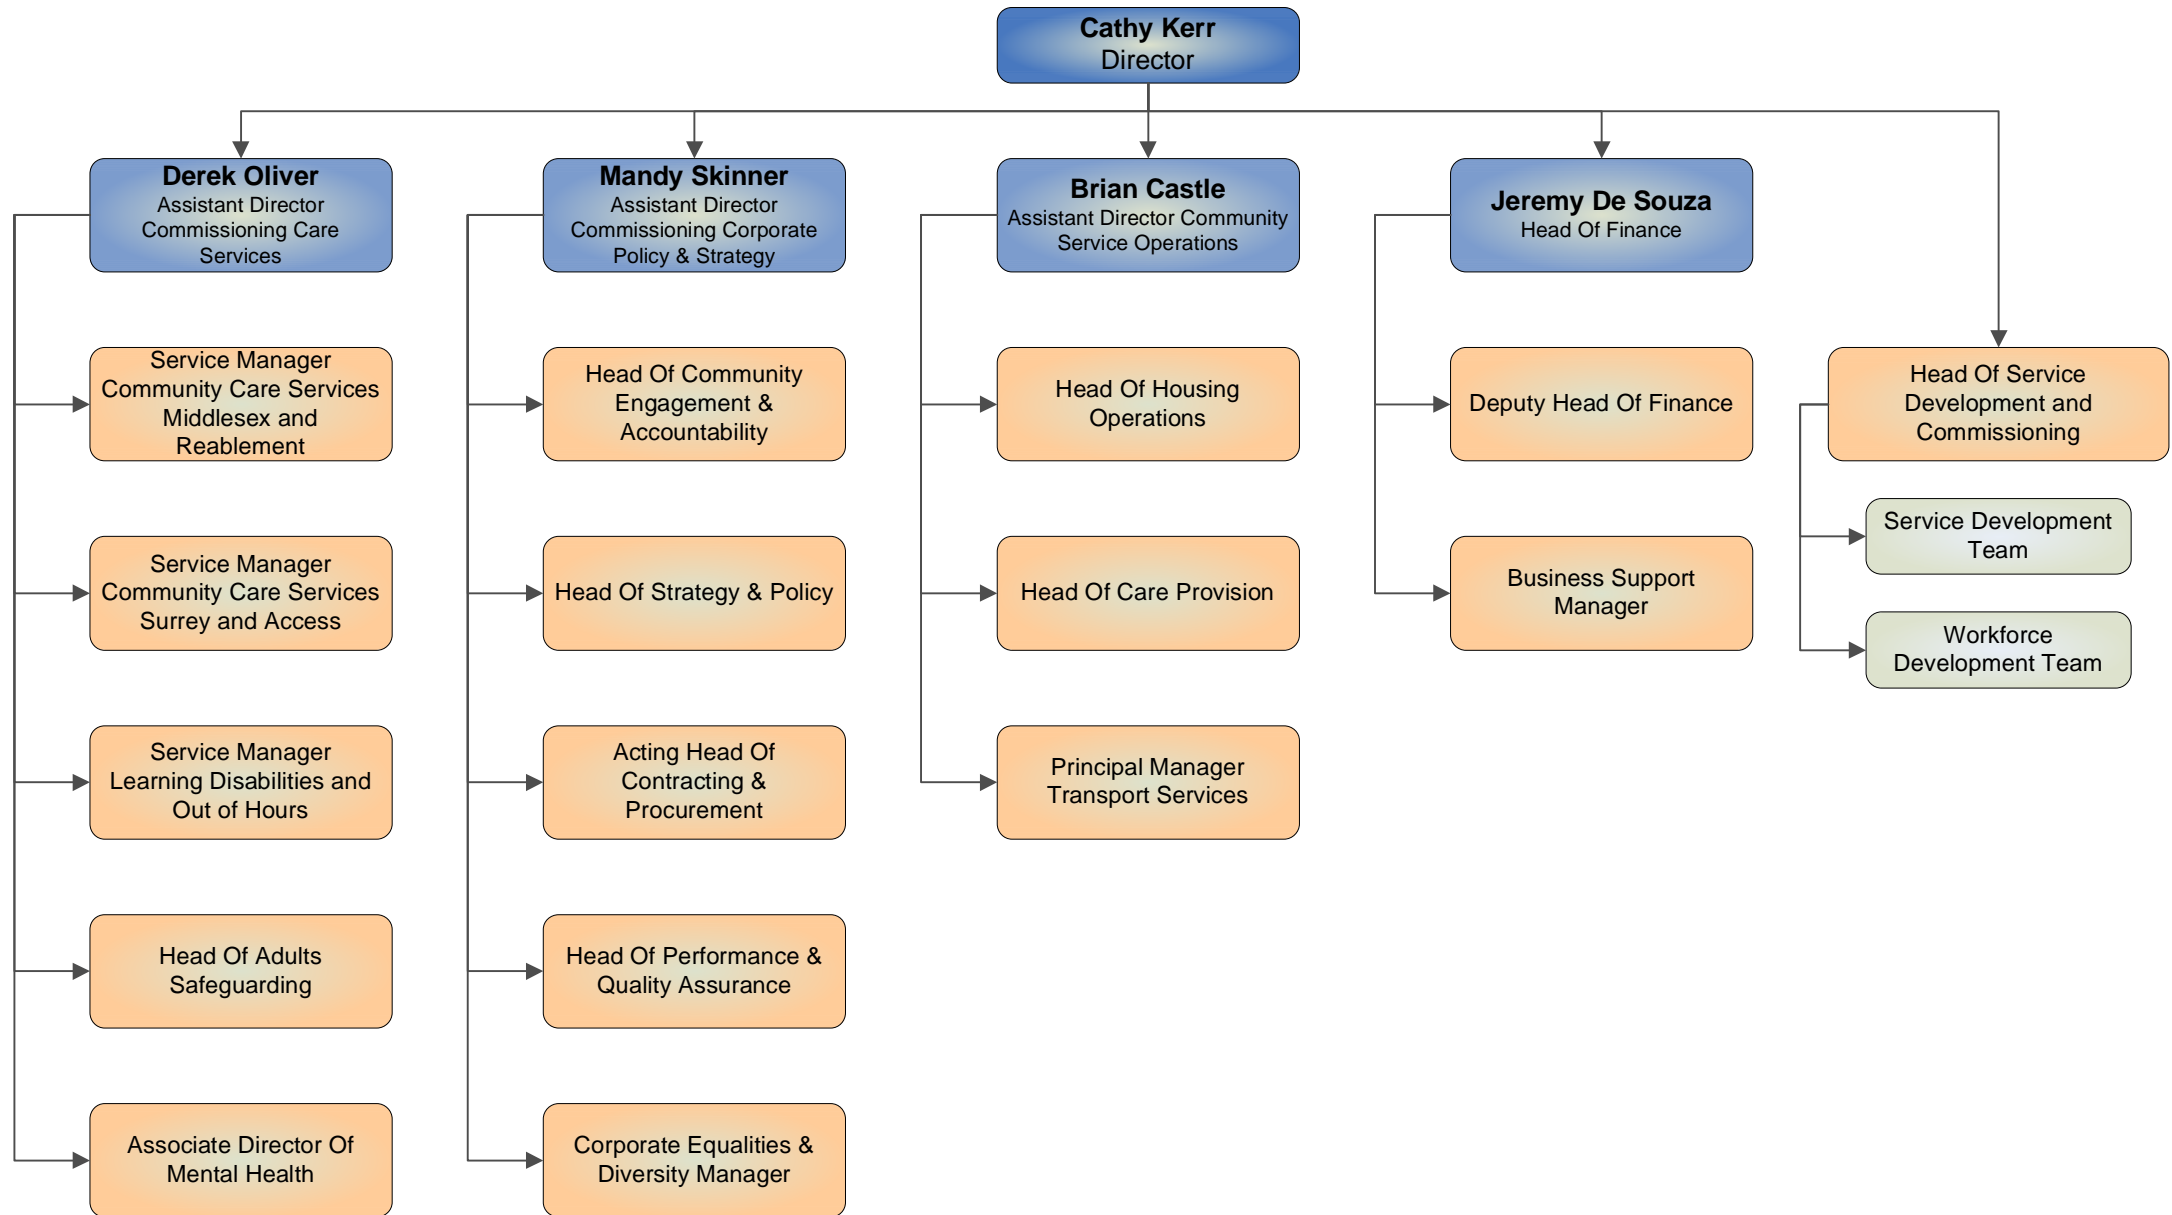 Cathy Kerr
Director
Derek Oliver
Assistant Director
Commissioning Care
Services
Mandy Skinner
Assistant Director
Commissioning Corporate
Policy & Strategy
Brian Castle
Assistant Director Community
Service Operations
Jeremy De Souza
Head Of Finance
Service Manager
Community Care Services
Middlesex and
Reablement
Head Of Community
Engagement &
Accountability
Head Of Housing
Operations
Deputy Head Of Finance
Head Of Service
Development and
Commissioning
Service Manager
Community Care Services
Surrey and Access
Head Of Strategy & Policy
Head Of Care Provision
Business Support
Manager
Service Development
Team
Workforce
Development Team
Service Manager
Learning Disabilities and
Out of Hours
Acting Head Of
Contracting &
Procurement
Principal Manager
Transport Services
Head Of Adults
Safeguarding
Head Of Performance &
Quality Assurance
Associate Director Of
Mental Health
Corporate Equalities &
Diversity Manager